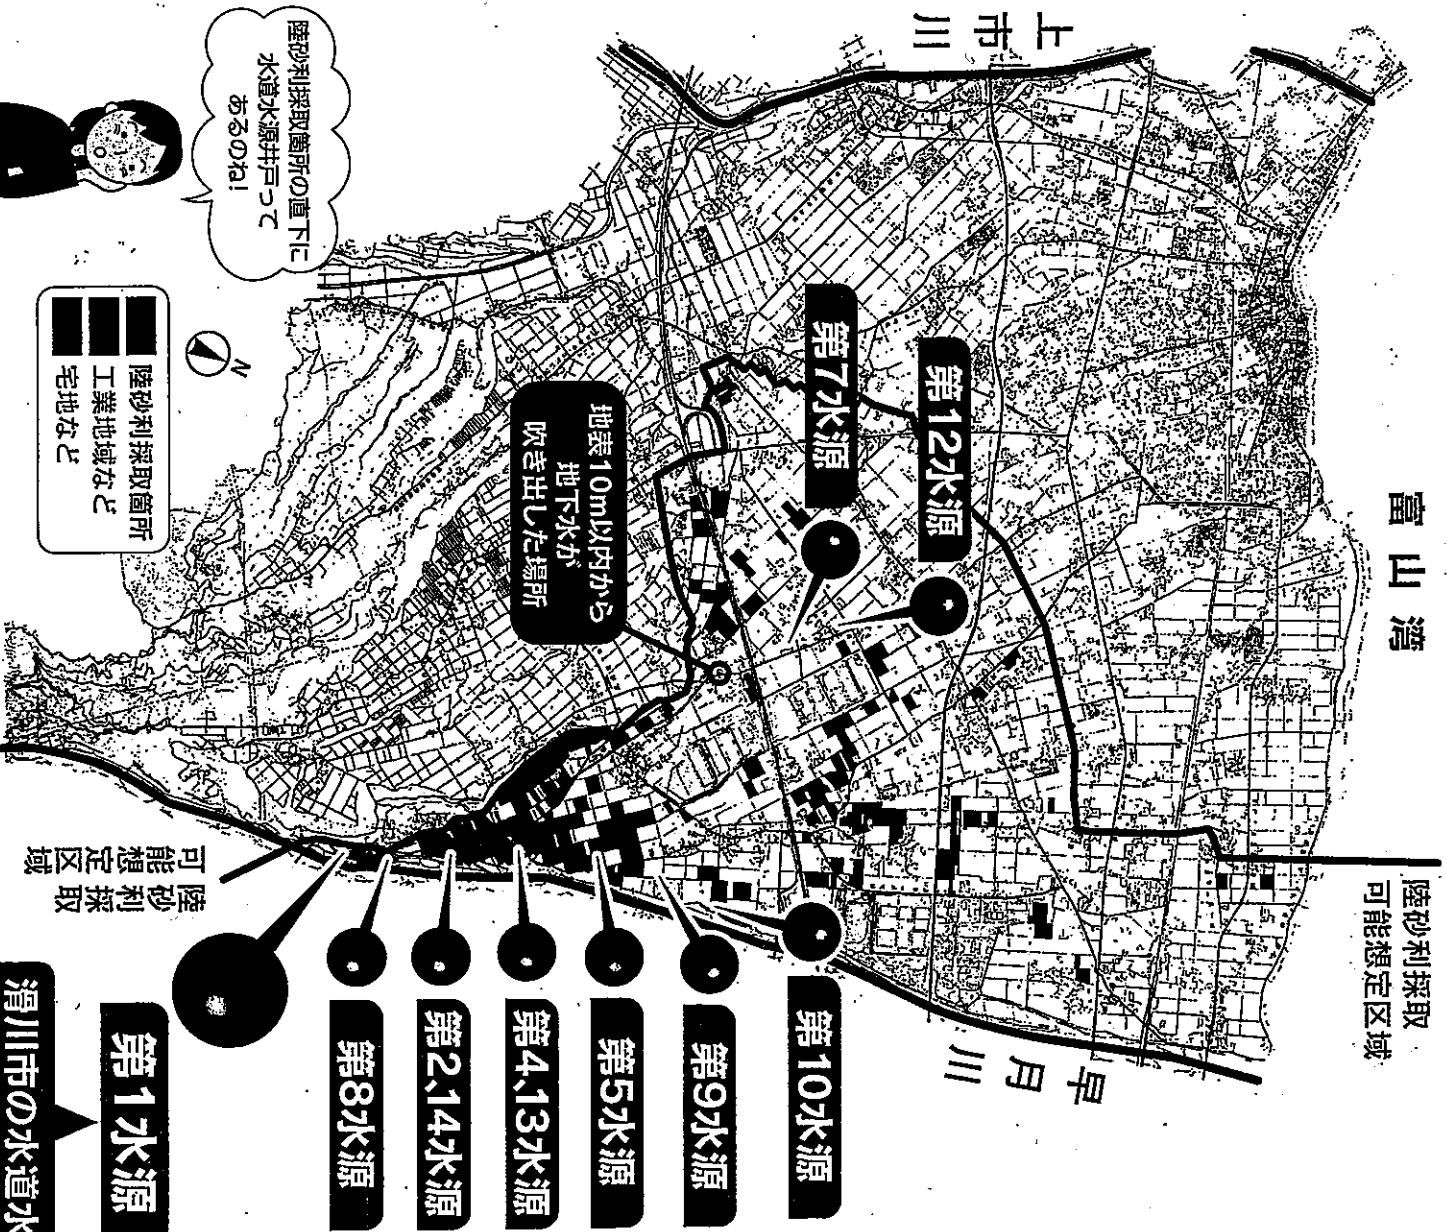 富山湾
上市川
早月川
陸砂利採取
可能想定区域
第12水源
第7水源
地表10m以内から
地下水が
吹き出した場所
第10水源
第9水源
第5水源
第4,13水源
第2,14水源
第8水源
第1水源
滑川市の水道水
陸砂利採取
可能想定区域
陸砂利採取箇所の直下に
水道水源井戸って
あるのね!
N
陸砂利採取箇所
工業地域など
宅地など